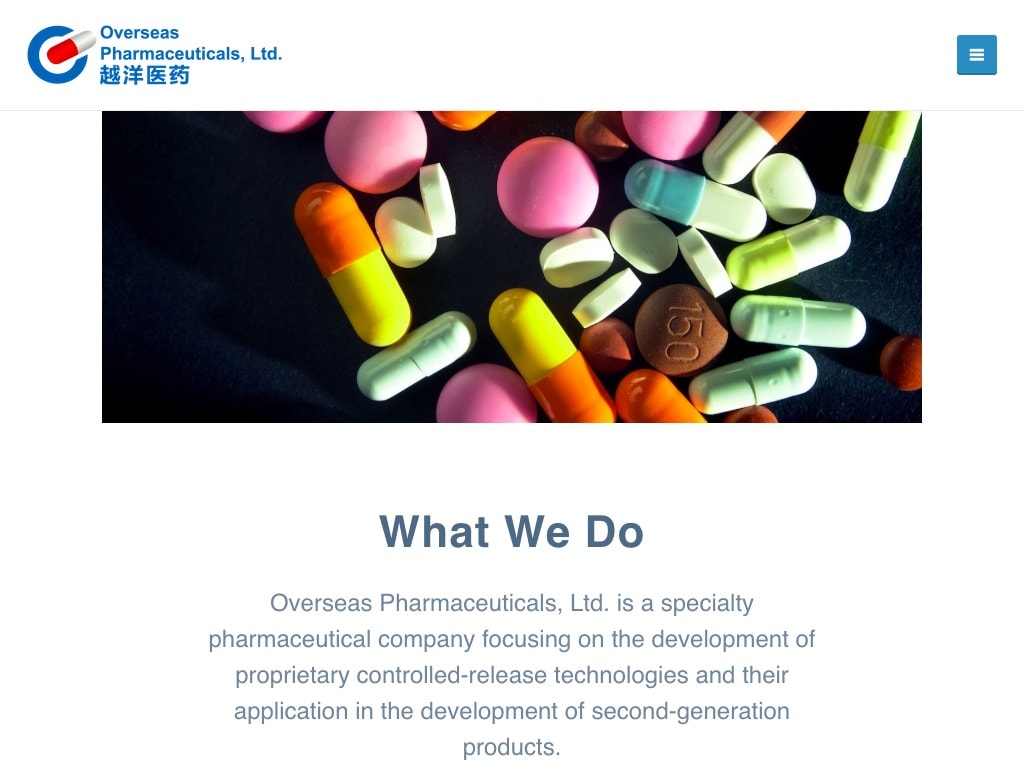 Overseas
Pharmaceuticals, Ltd.
越洋医药
150
What We Do
Overseas Pharmaceuticals, Ltd. is a specialty
pharmaceutical company focusing on the development of
proprietary controlled-release technologies and their
application in the development of second-generation
products.